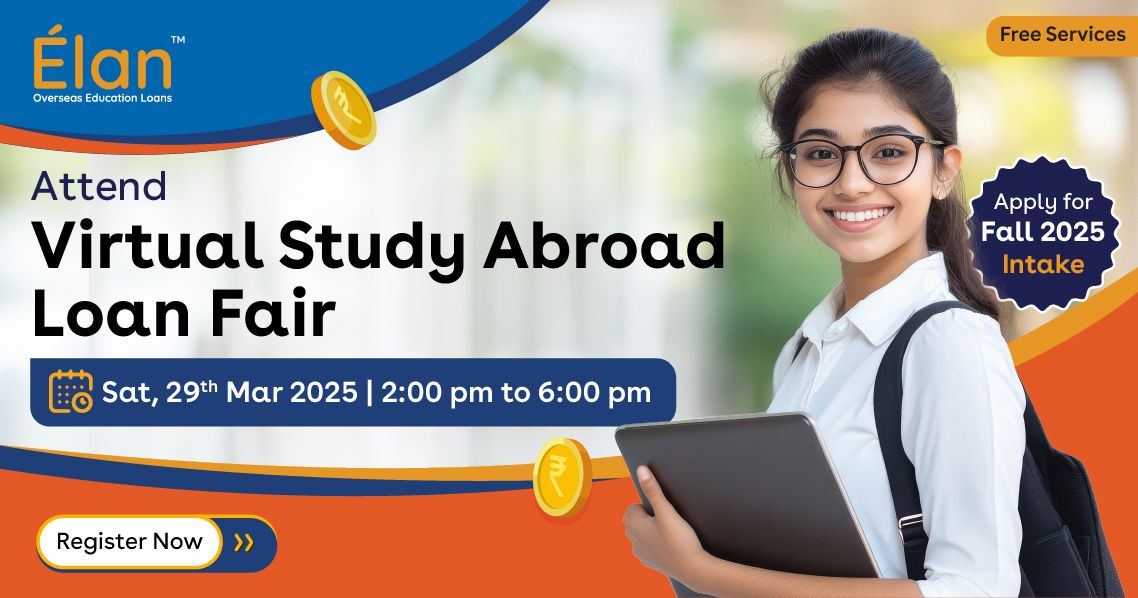 Élan™
Overseas Education Loans
Free Services
Attend
Virtual Study Abroad
Loan Fair
Apply for
Fall 2025
Intake
Sat, 29th Mar 2025 | 2:00 pm to 6:00 pm
Register Now